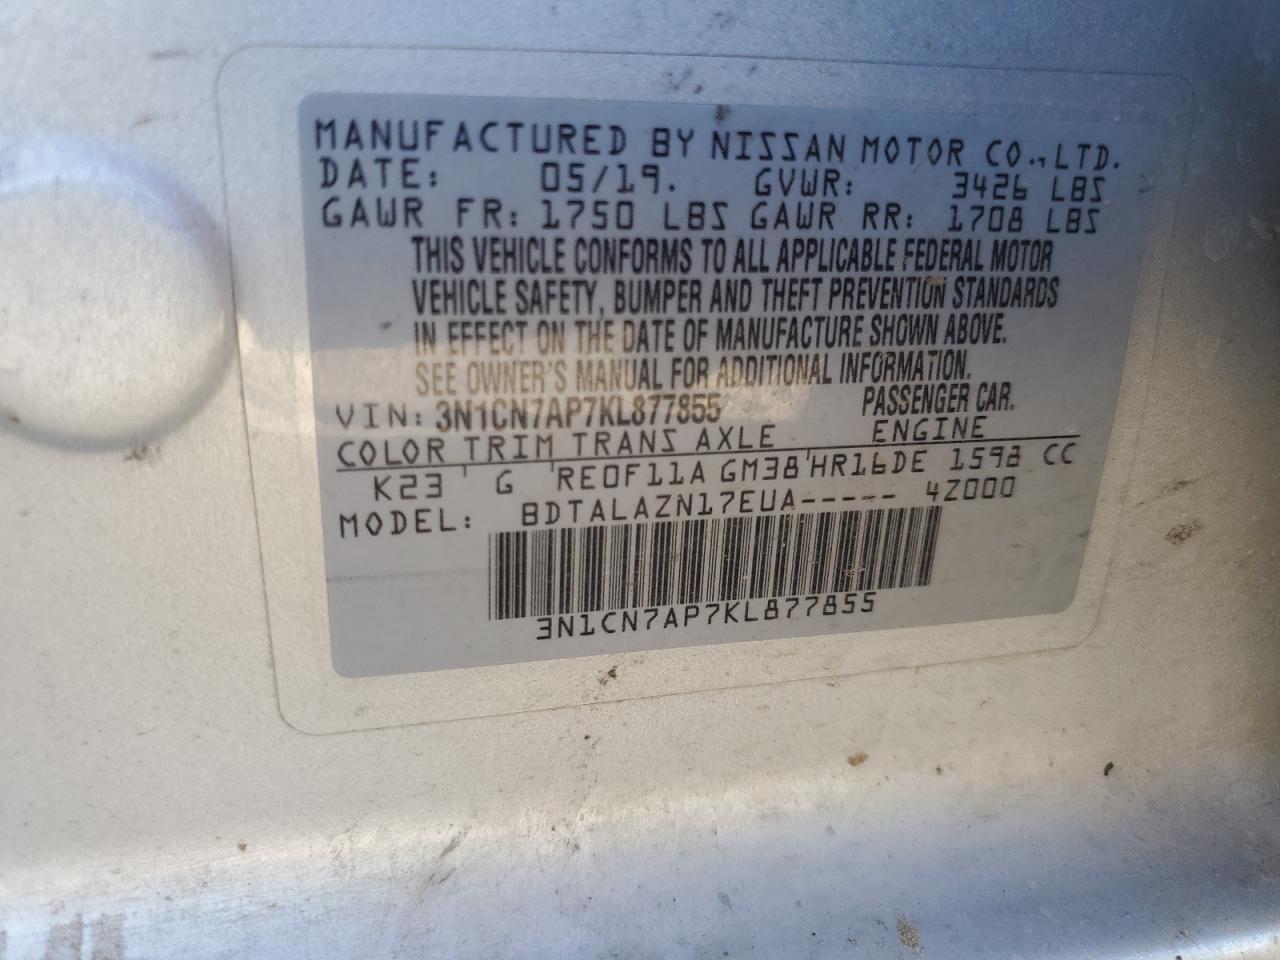 MANUFACTURED BY NISSAN MOTOR CO., LTD.
DATE: 05/19. GVWR: 3426 LBS
GAWR FR: 1750 LBS GAWR RR: 1708 LBS
THIS VEHICLE CONFORMS TO ALL APPLICABLE FEDERAL MOTOR
VEHICLE SAFETY, BUMPER AND THEFT PREVENTION STANDARDS
IN EFFECT ON THE DATE OF MANUFACTURE SHOWN ABOVE.
SEE OWNER'S MANUAL FOR ADDITIONAL INFORMATION.
VIN: 3N1CN7AP7KL877855 PASSENGER CAR.
COLOR TRIM TRANS AXLE ENGINE
K23 G RE0F11A GM38 HR16DE 1598 CC
MODEL: BDTALAZN17EUA----- 4Z000
3N1CN7AP7KL877855